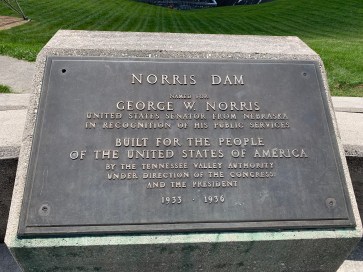 NORRIS DAM
NAMED FOR
GEORGE W. NORRIS
UNITED STATES SENATOR FROM NEBRASKA
IN RECOGNITION OF HIS PUBLIC SERVICES
BUILT FOR THE PEOPLE
OF THE UNITED STATES OF AMERICA
BY THE TENNESSEE VALLEY AUTHORITY
UNDER DIRECTION OF THE CONGRESS
AND THE PRESIDENT
1933 - 1936